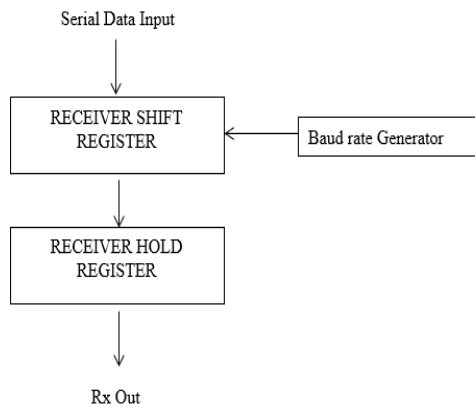 Serial Data Input
RECEIVER SHIFT
REGISTER
Baud rate Generator
RECEIVER HOLD
REGISTER
Rx Out